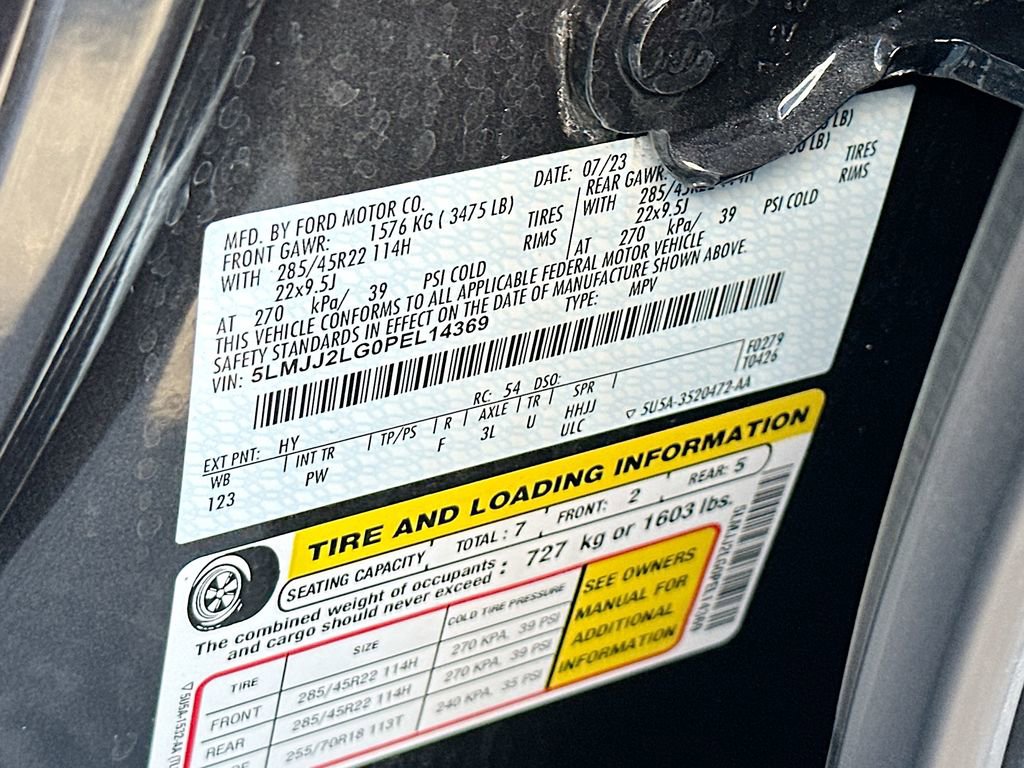 MFD. BY FORD MOTOR CO.
DATE: 07/23
FRONT GAWR: 1576 KG ( 3475 LB)
REAR GAWR: LB)
WITH 285/45R22 114H TIRES
WITH 285/45R22 114H TIRES
22x9.5J RIMS
22x9.5J RIMS
AT 270 kPa/ 39 PSI COLD
AT 270 kPa/ 39 PSI COLD
THIS VEHICLE CONFORMS TO ALL APPLICABLE FEDERAL MOTOR VEHICLE
SAFETY STANDARDS IN EFFECT ON THE DATE OF MANUFACTURE SHOWN ABOVE.
VIN: 5LMJJ2LG0PEL14369
TYPE: MPV
F0279
T0426
EXT PNT: HY RC: 54 DSO:
WB INT TR TP/PS R AXLE TR SPR
123 PW F 3L U HHJJ
ULC
▽ 5U5A-3520472-AA
TIRE AND LOADING INFORMATION
SEATING CAPACITY TOTAL: 7 FRONT: 2 REAR: 5
The combined weight of occupants
and cargo should never exceed : 727 kg or 1603 lbs.
TIRE SIZE COLD TIRE PRESSURE
FRONT 285/45R22 114H 270 KPA, 39 PSI
REAR 285/45R22 114H 270 KPA, 39 PSI
255/70R18 113T 240 KPA, 35 PSI
SEE OWNERS
MANUAL FOR
ADDITIONAL
INFORMATION
5LMJJ2LG0PEL14369